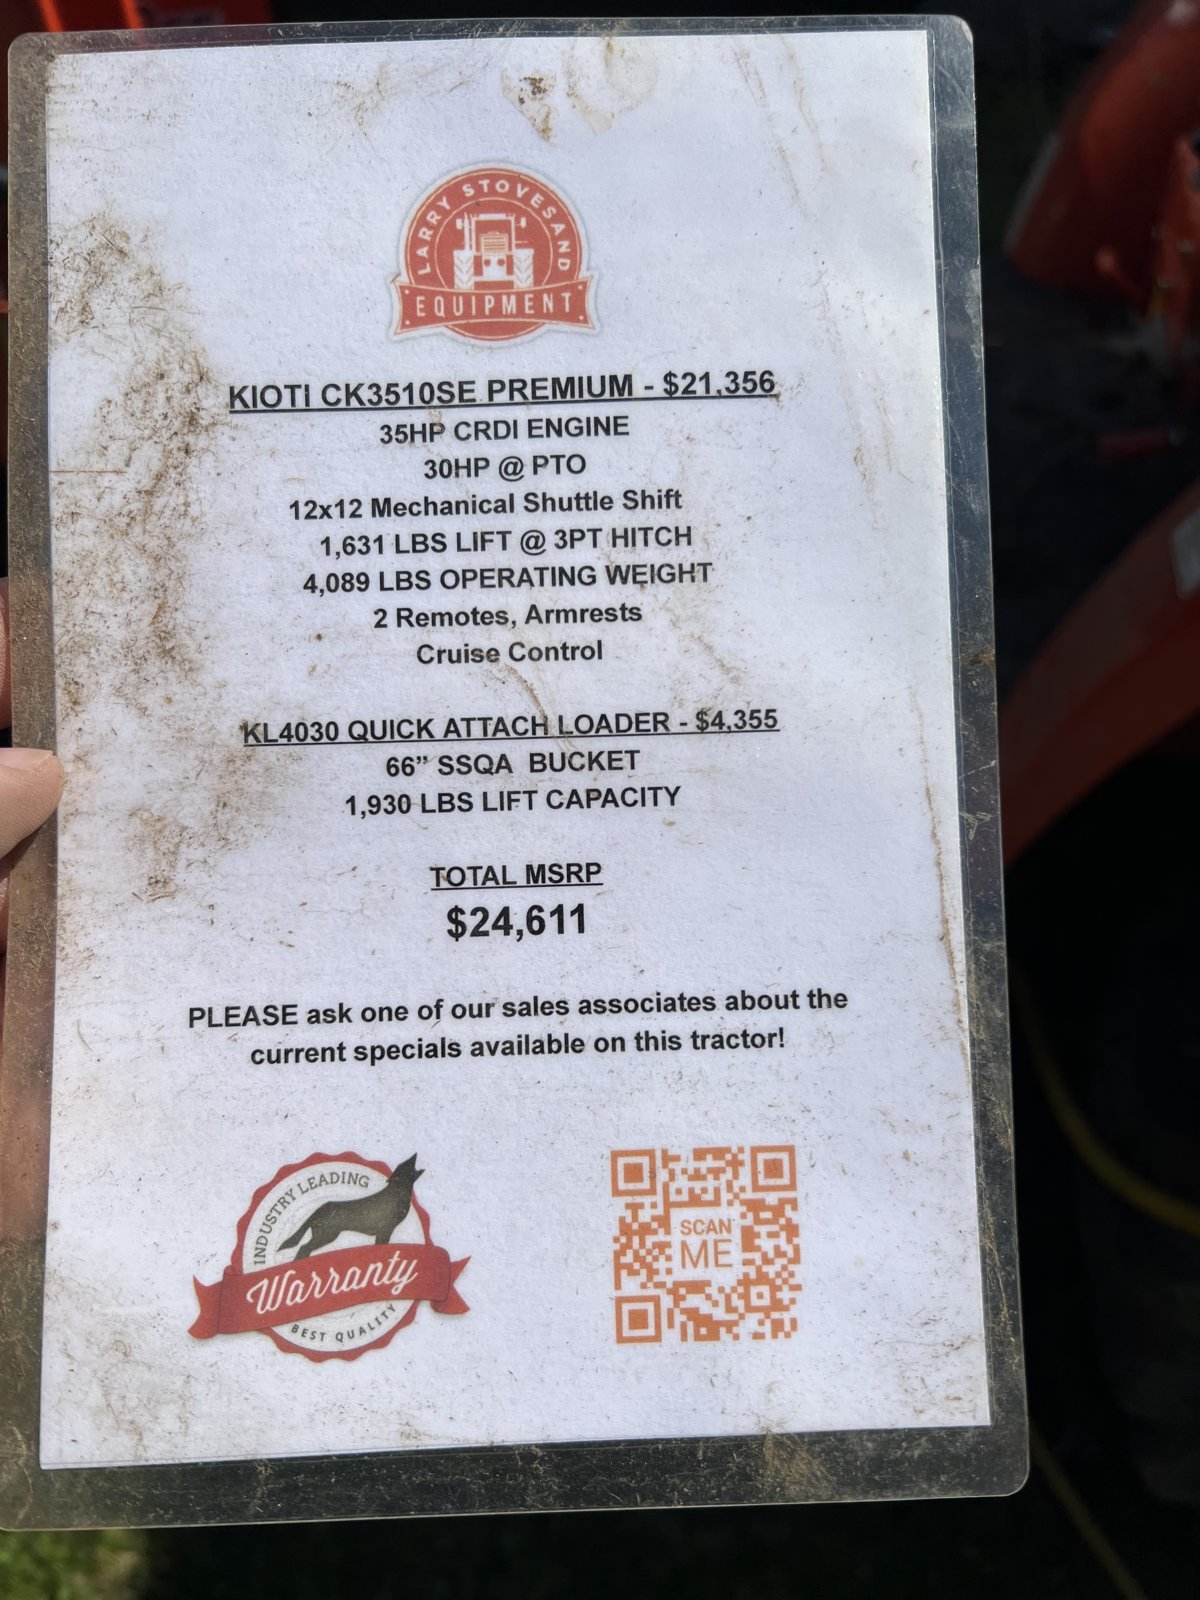 LARRY STOVESAND
EQUIPMENT
KIOTI CK3510SE PREMIUM - $21,356
35HP CRDI ENGINE
30HP @ PTO
12x12 Mechanical Shuttle Shift
1,631 LBS LIFT @ 3PT HITCH
4,089 LBS OPERATING WEIGHT
2 Remotes, Armrests
Cruise Control
KL4030 QUICK ATTACH LOADER - $4,355
66” SSQA BUCKET
1,930 LBS LIFT CAPACITY
TOTAL MSRP
$24,611
PLEASE ask one of our sales associates about the
current specials available on this tractor!
INDUSTRY LEADING
Warranty
BEST QUALITY
SCAN
ME